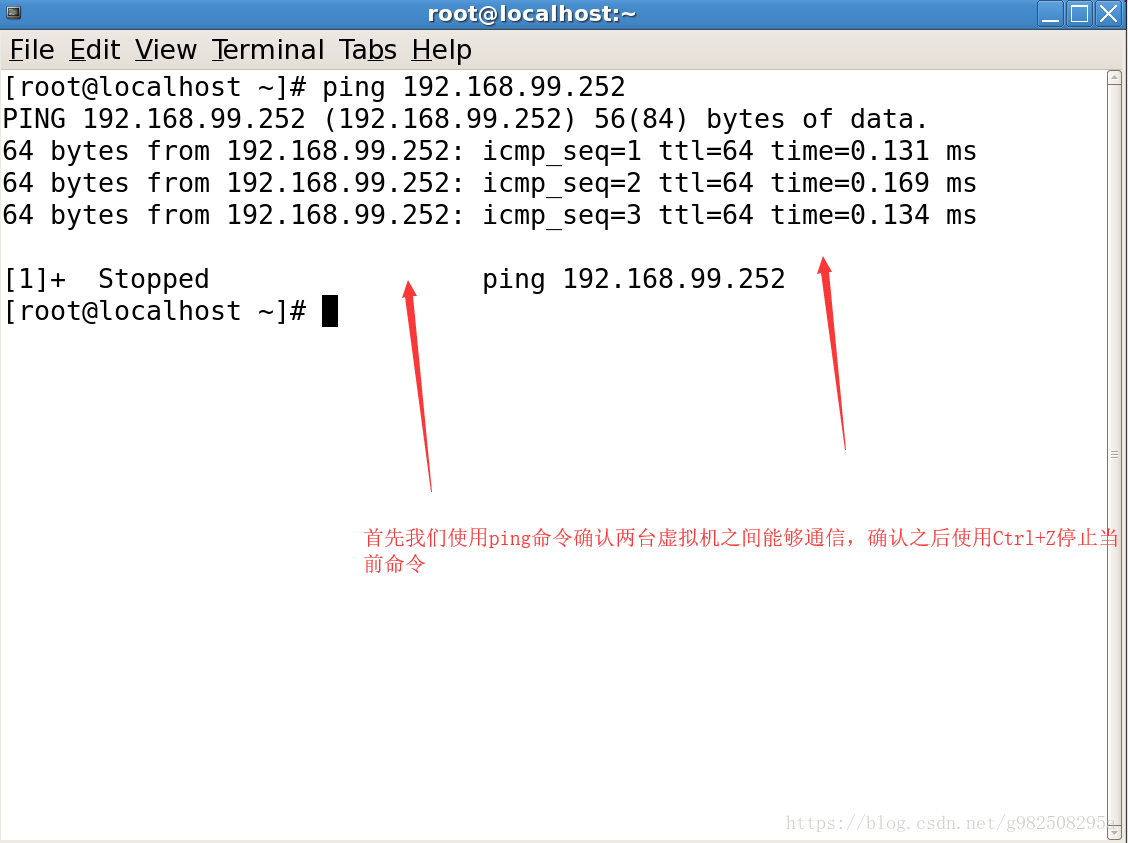 root@localhost:~
File Edit View Terminal Tabs Help
[root@localhost ~]# ping 192.168.99.252
PING 192.168.99.252 (192.168.99.252) 56(84) bytes of data.
64 bytes from 192.168.99.252: icmp_seq=1 ttl=64 time=0.131 ms
64 bytes from 192.168.99.252: icmp_seq=2 ttl=64 time=0.169 ms
64 bytes from 192.168.99.252: icmp_seq=3 ttl=64 time=0.134 ms
[1]+  Stopped                 ping 192.168.99.252
[root@localhost ~]#
首先我们使用ping命令确认两台虚拟机之间能够通信，确认之后使用Ctrl+Z停止当
前命令
https://blog.csdn.net/g982508295a